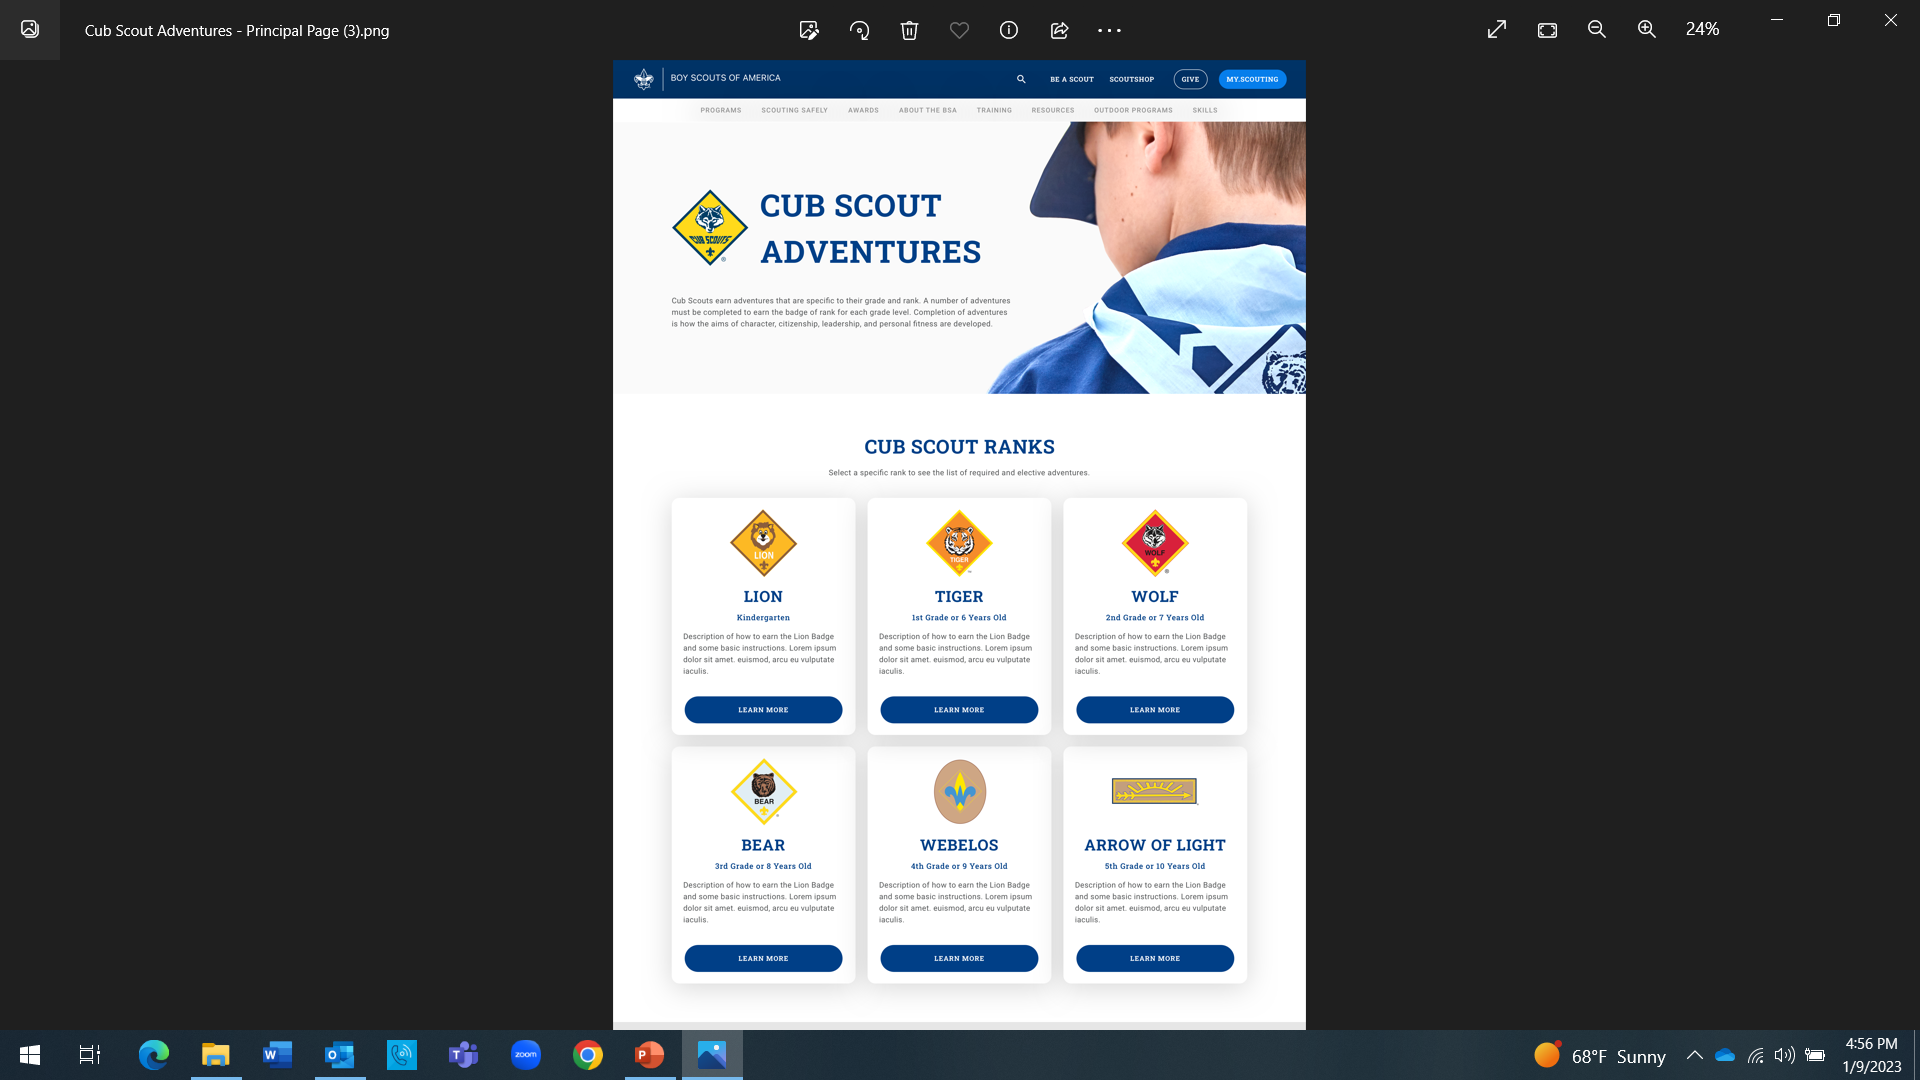 Cub Scout Adventures - Principal Page (3).png
24%
BOY SCOUTS OF AMERICA
BE A SCOUT
SCOUTSHOP
GIVE
MY.SCOUTING
PROGRAMS
SCOUTING SAFELY
AWARDS
ABOUT THE BSA
TRAINING
RESOURCES
OUTDOOR PROGRAMS
SKILLS
CUB SCOUTS
CUB SCOUT
ADVENTURES
Cub Scouts earn adventures that are specific to their grade and rank. A number of adventures
must be completed to earn the badge of rank for each grade level. Completion of adventures
is how the aims of character, citizenship, leadership, and personal fitness are developed.
CUB SCOUT RANKS
Select a specific rank to see the list of required and elective adventures.
LION
LION
Kindergarten
Description of how to earn the Lion Badge
and some basic instructions. Lorem ipsum
dolor sit amet. euismod, arcu eu vulputate
iaculis.
LEARN MORE
TIGER
TIGER
1st Grade or 6 Years Old
Description of how to earn the Lion Badge
and some basic instructions. Lorem ipsum
dolor sit amet. euismod, arcu eu vulputate
iaculis.
LEARN MORE
WOLF
WOLF
2nd Grade or 7 Years Old
Description of how to earn the Lion Badge
and some basic instructions. Lorem ipsum
dolor sit amet. euismod, arcu eu vulputate
iaculis.
LEARN MORE
BEAR
BEAR
3rd Grade or 8 Years Old
Description of how to earn the Lion Badge
and some basic instructions. Lorem ipsum
dolor sit amet. euismod, arcu eu vulputate
iaculis.
LEARN MORE
WEBELOS
4th Grade or 9 Years Old
Description of how to earn the Lion Badge
and some basic instructions. Lorem ipsum
dolor sit amet. euismod, arcu eu vulputate
iaculis.
LEARN MORE
ARROW OF LIGHT
5th Grade or 10 Years Old
Description of how to earn the Lion Badge
and some basic instructions. Lorem ipsum
dolor sit amet. euismod, arcu eu vulputate
iaculis.
LEARN MORE
W
O
T
zoom
P
68°F Sunny
4:56 PM
1/9/2023